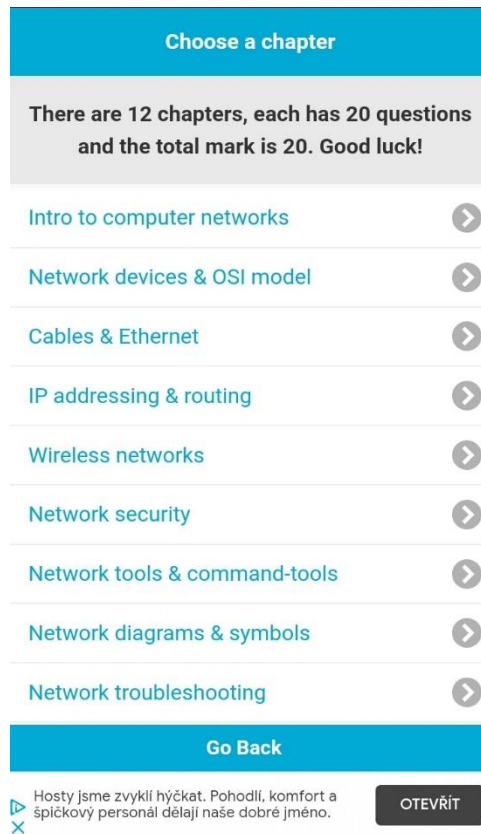 Choose a chapter
There are 12 chapters, each has 20 questions
and the total mark is 20. Good luck!
Intro to computer networks
Network devices & OSI model
Cables & Ethernet
IP addressing & routing
Wireless networks
Network security
Network tools & command-tools
Network diagrams & symbols
Network troubleshooting
Go Back
Hosty jsme zvyklí hýčkat. Pohodlí, komfort a
špičkový personál dělají naše dobré jméno.
OTEVŘÍT